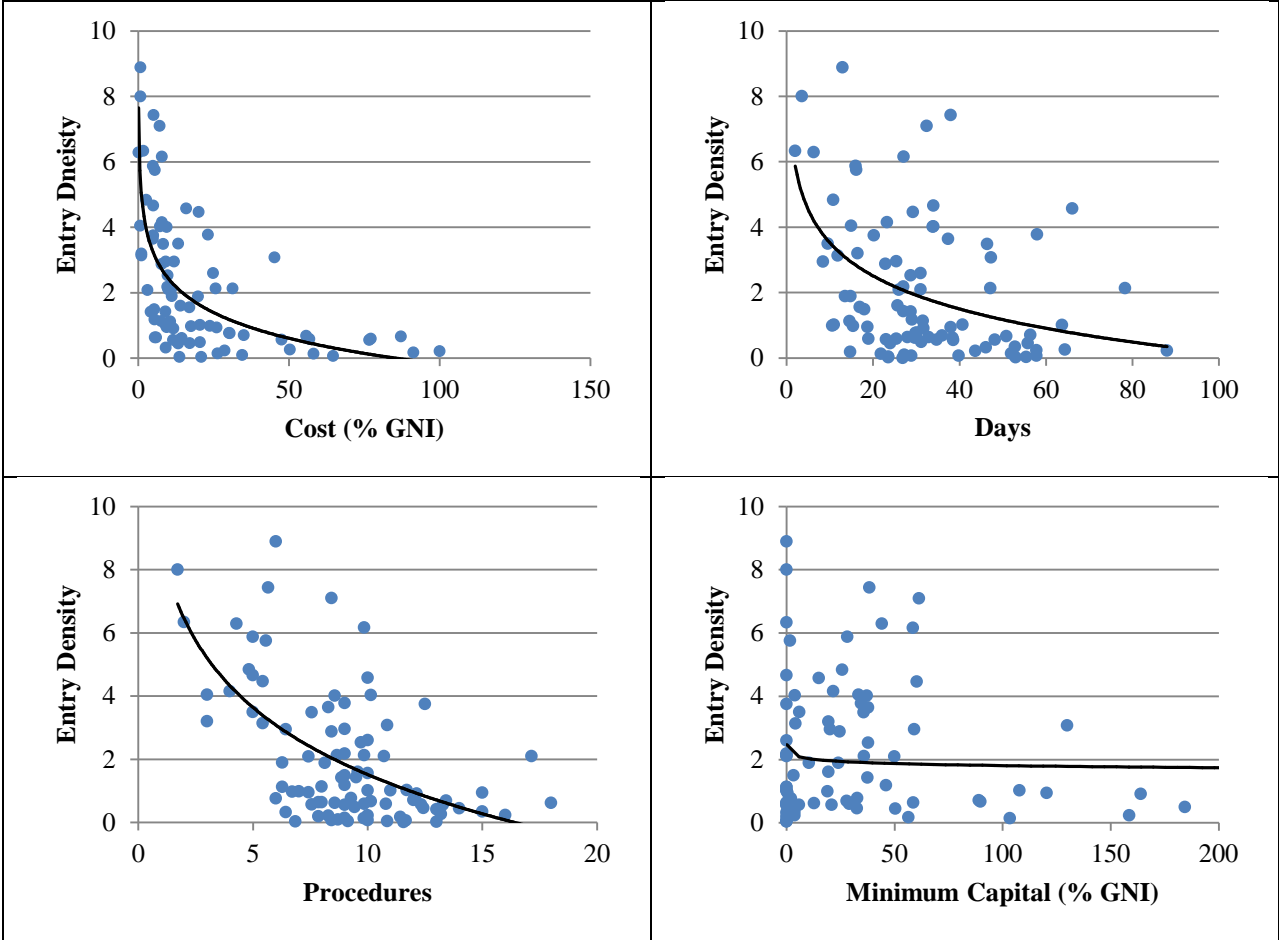 10
8
6
4
2
0
0 50 100 150
Entry Dneisty
Cost (% GNI)
10
8
6
4
2
0
0 20 40 60 80 100
Entry Density
Days
10
8
6
4
2
0
0 5 10 15 20
Entry Density
Procedures
10
8
6
4
2
0
0 50 100 150 200
Entry Density
Minimum Capital (% GNI)